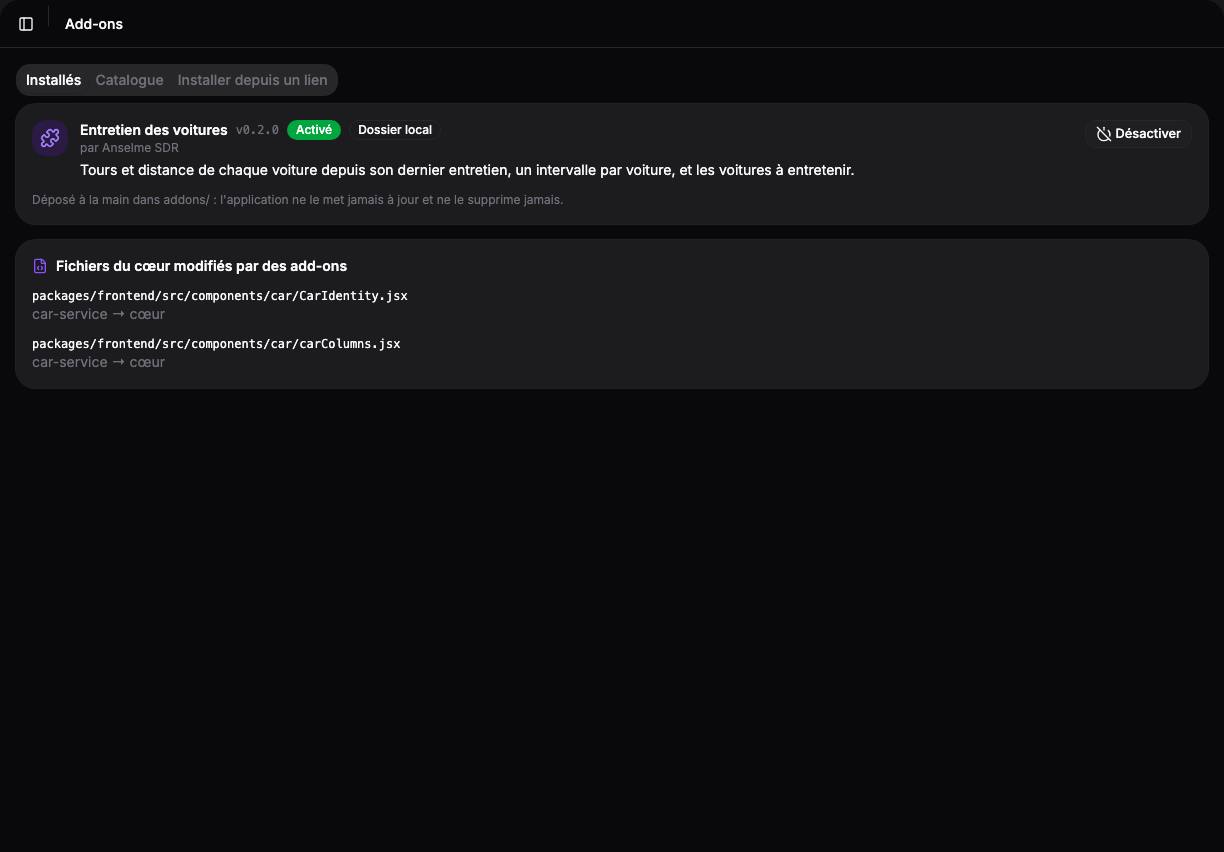 Add-ons
Installés Catalogue Installer depuis un lien
Entretien des voitures v0.2.0 Activé Dossier local
Désactiver
par Anselme SDR
Tours et distance de chaque voiture depuis son dernier entretien, un intervalle par voiture, et les voitures à entretenir.
Déposé à la main dans addons/ : l'application ne le met jamais à jour et ne le supprime jamais.
Fichiers du cœur modifiés par des add-ons
packages/frontend/src/components/car/CarIdentity.jsx
car-service → cœur
packages/frontend/src/components/car/carColumns.jsx
car-service → cœur